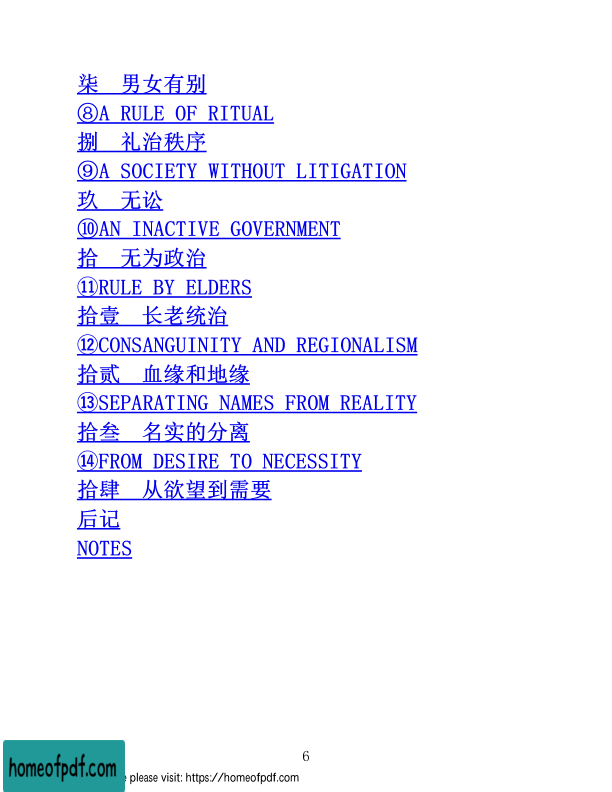 柒　男女有别
⑧A RULE OF RITUAL
捌　礼治秩序
⑨A SOCIETY WITHOUT LITIGATION
玖　无讼
⑩AN INACTIVE GOVERNMENT
拾　无为政治
⑪RULE BY ELDERS
拾壹　长老统治
⑫CONSANGUINITY AND REGIONALISM
拾贰　血缘和地缘
⑬SEPARATING NAMES FROM REALITY
拾叁　名实的分离
⑭FROM DESIRE TO NECESSITY
拾肆　从欲望到需要
后记
NOTES
6
homeofpdf.com
please visit: https://homeofpdf.com